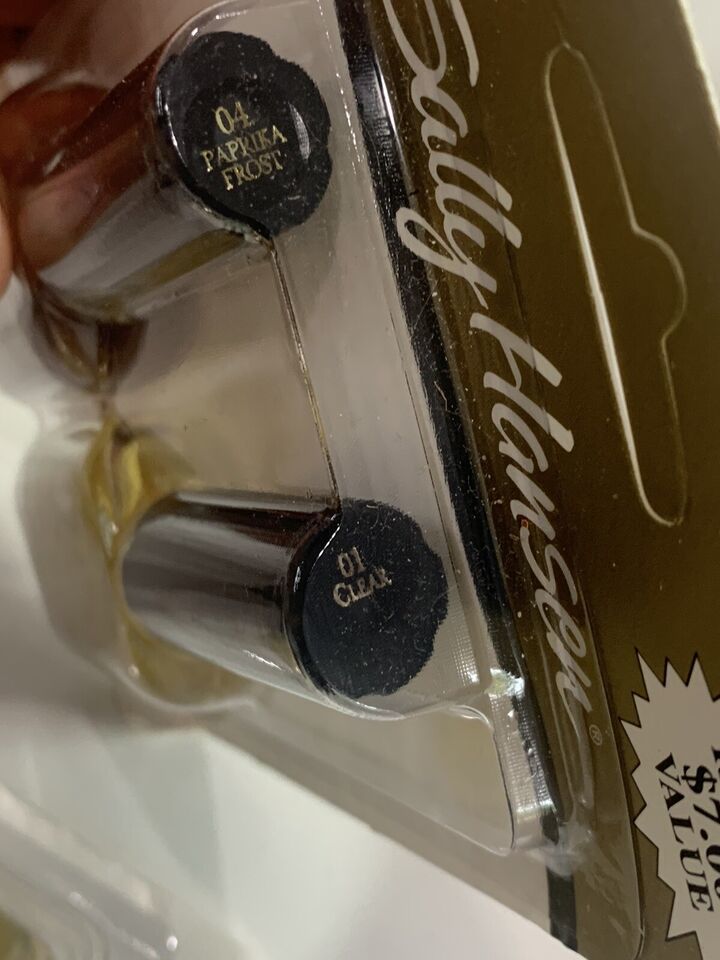 04
PAPRIKA
FROST
Sally Hansen®
01
CLEAR
VALUE